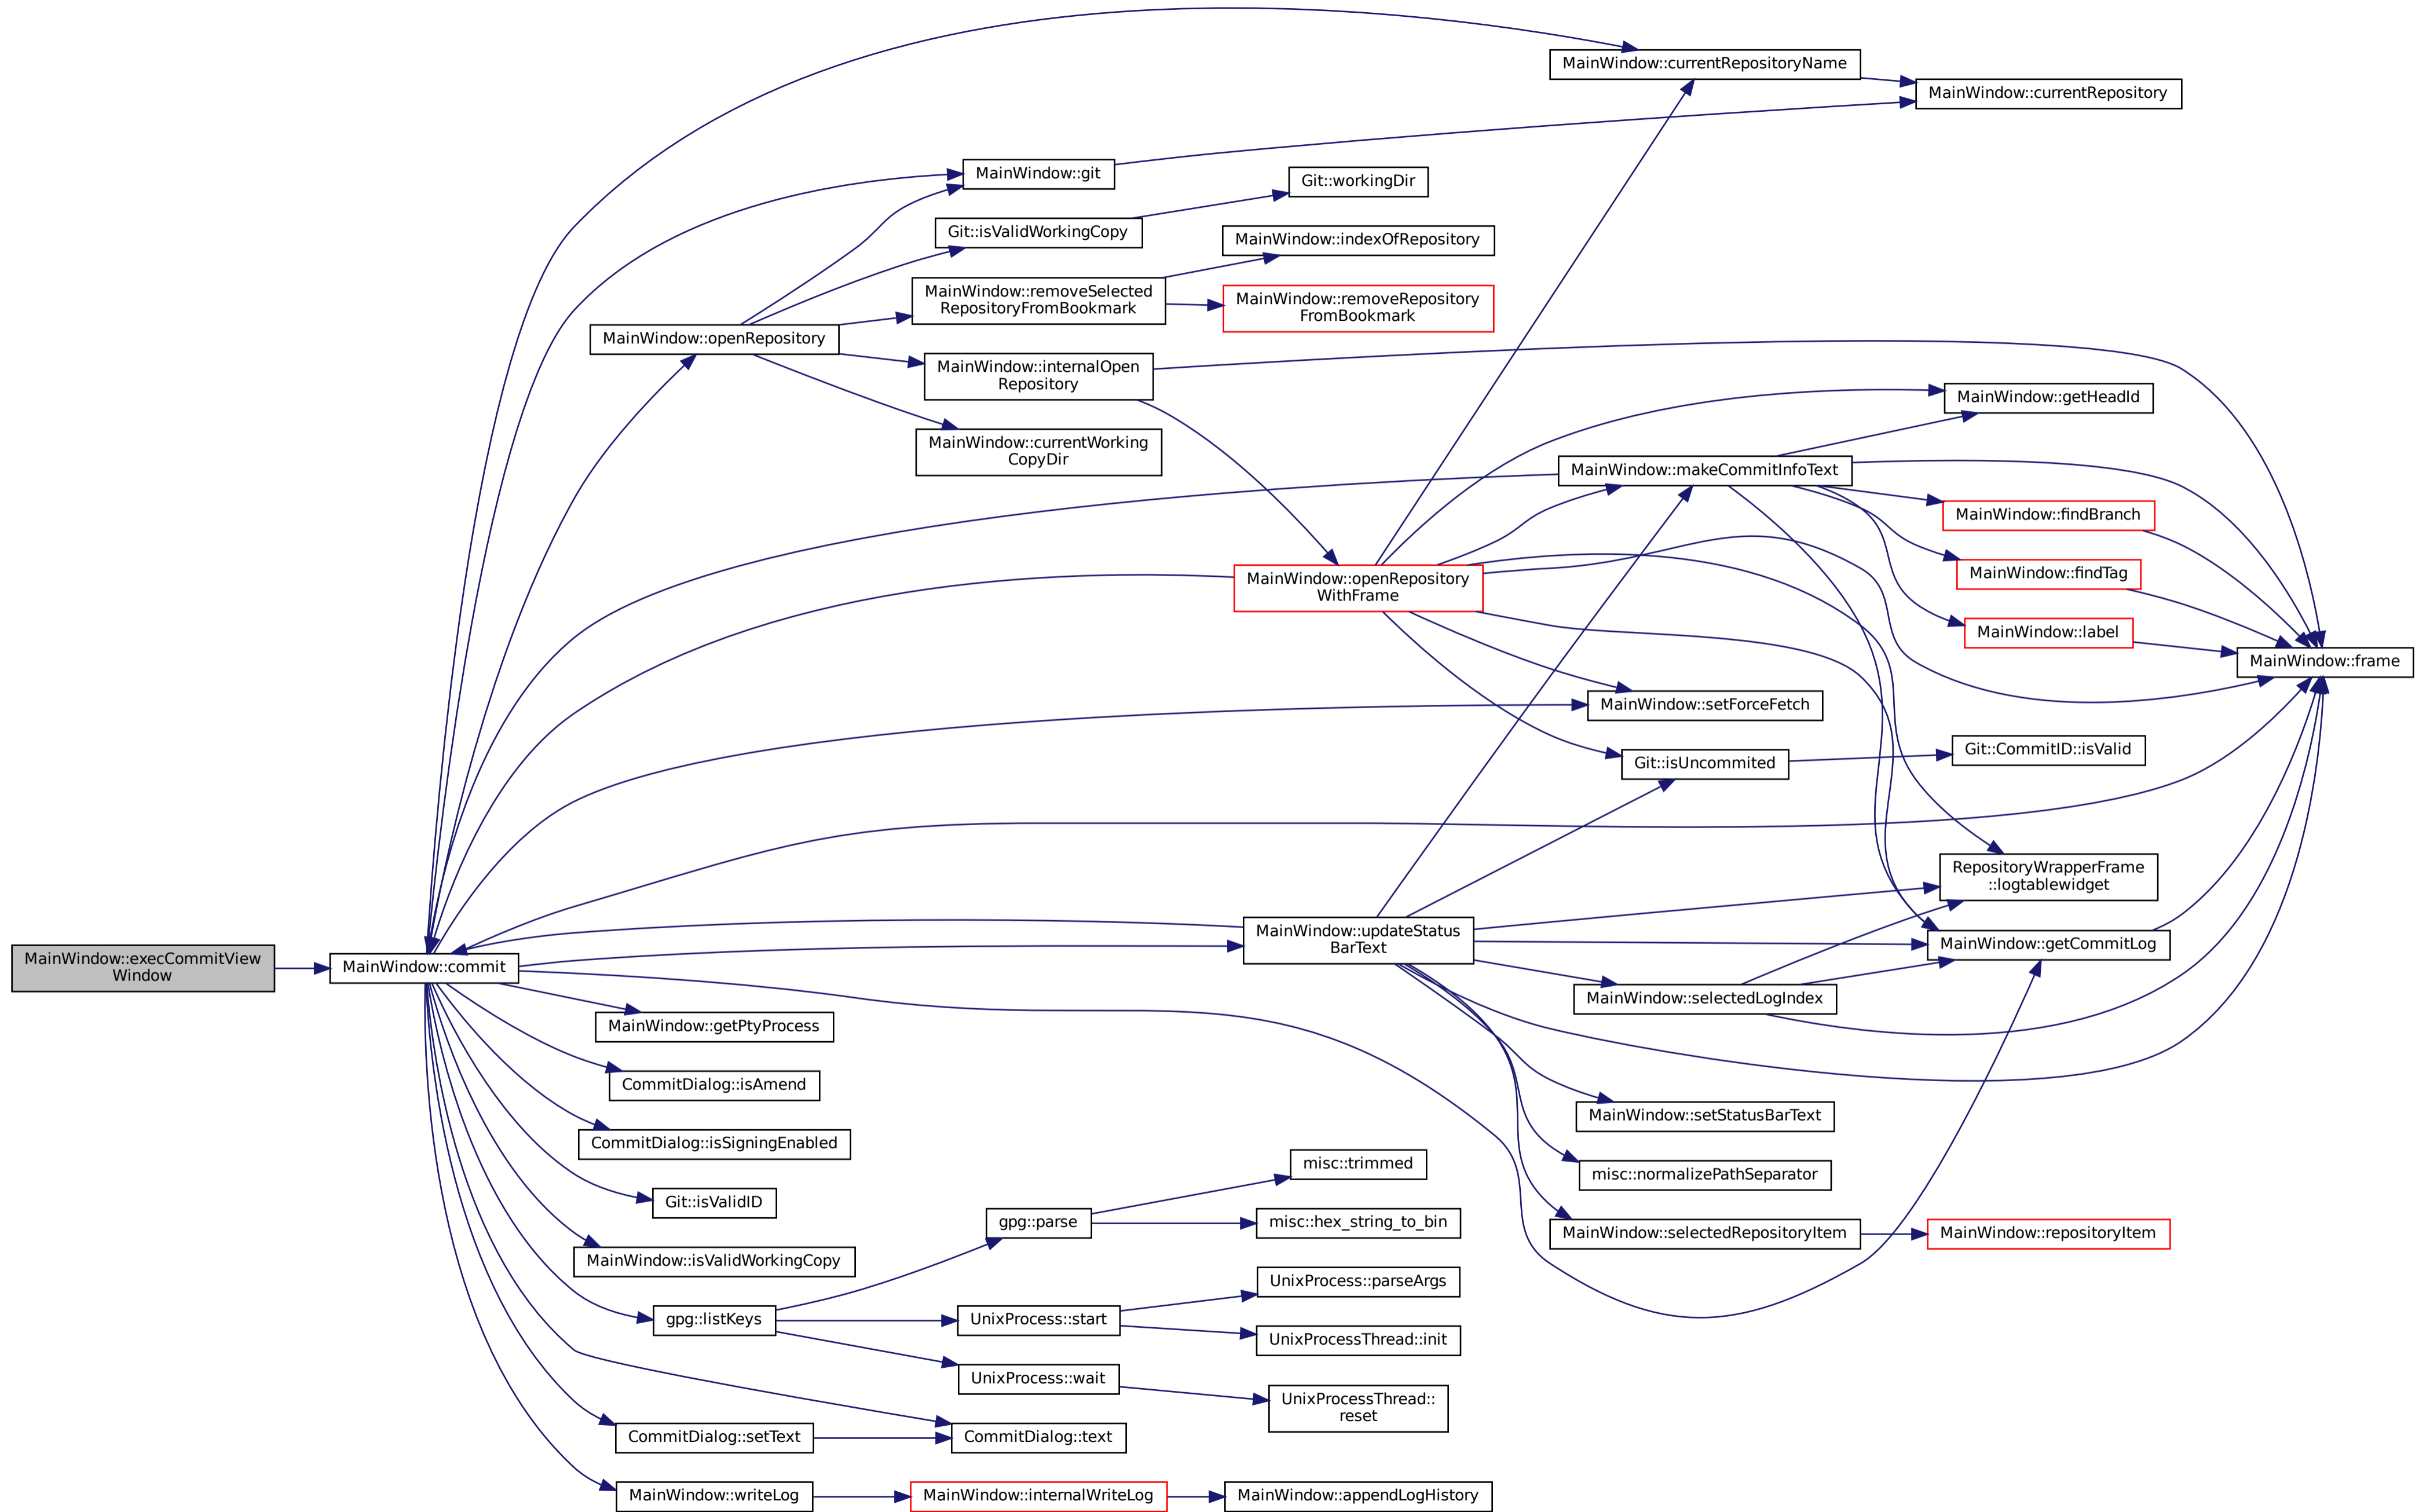 MainWindow::currentRepositoryName
MainWindow::currentRepository
MainWindow::git
Git::workingDir
Git::isValidWorkingCopy
MainWindow::indexOfRepository
MainWindow::removeSelected
RepositoryFromBookmark
MainWindow::removeRepository
FromBookmark
MainWindow::openRepository
MainWindow::internalOpen
Repository
MainWindow::getHeadId
MainWindow::currentWorking
CopyDir
MainWindow::makeCommitInfoText
MainWindow::findBranch
MainWindow::findTag
MainWindow::openRepository
WithFrame
MainWindow::label
MainWindow::frame
MainWindow::setForceFetch
Git::CommitID::isValid
Git::isUncommited
RepositoryWrapperFrame
::logtablewidget
MainWindow::updateStatus
BarText
MainWindow::getCommitLog
MainWindow::execCommitView
Window
MainWindow::commit
MainWindow::selectedLogIndex
MainWindow::getPtyProcess
CommitDialog::isAmend
MainWindow::setStatusBarText
CommitDialog::isSigningEnabled
misc::trimmed
misc::normalizePathSeparator
Git::isValidID
gpg::parse
misc::hex_string_to_bin
MainWindow::selectedRepositoryItem
MainWindow::repositoryItem
MainWindow::isValidWorkingCopy
UnixProcess::parseArgs
gpg::listKeys
UnixProcess::start
UnixProcessThread::init
UnixProcess::wait
UnixProcessThread::
reset
CommitDialog::setText
CommitDialog::text
MainWindow::writeLog
MainWindow::internalWriteLog
MainWindow::appendLogHistory